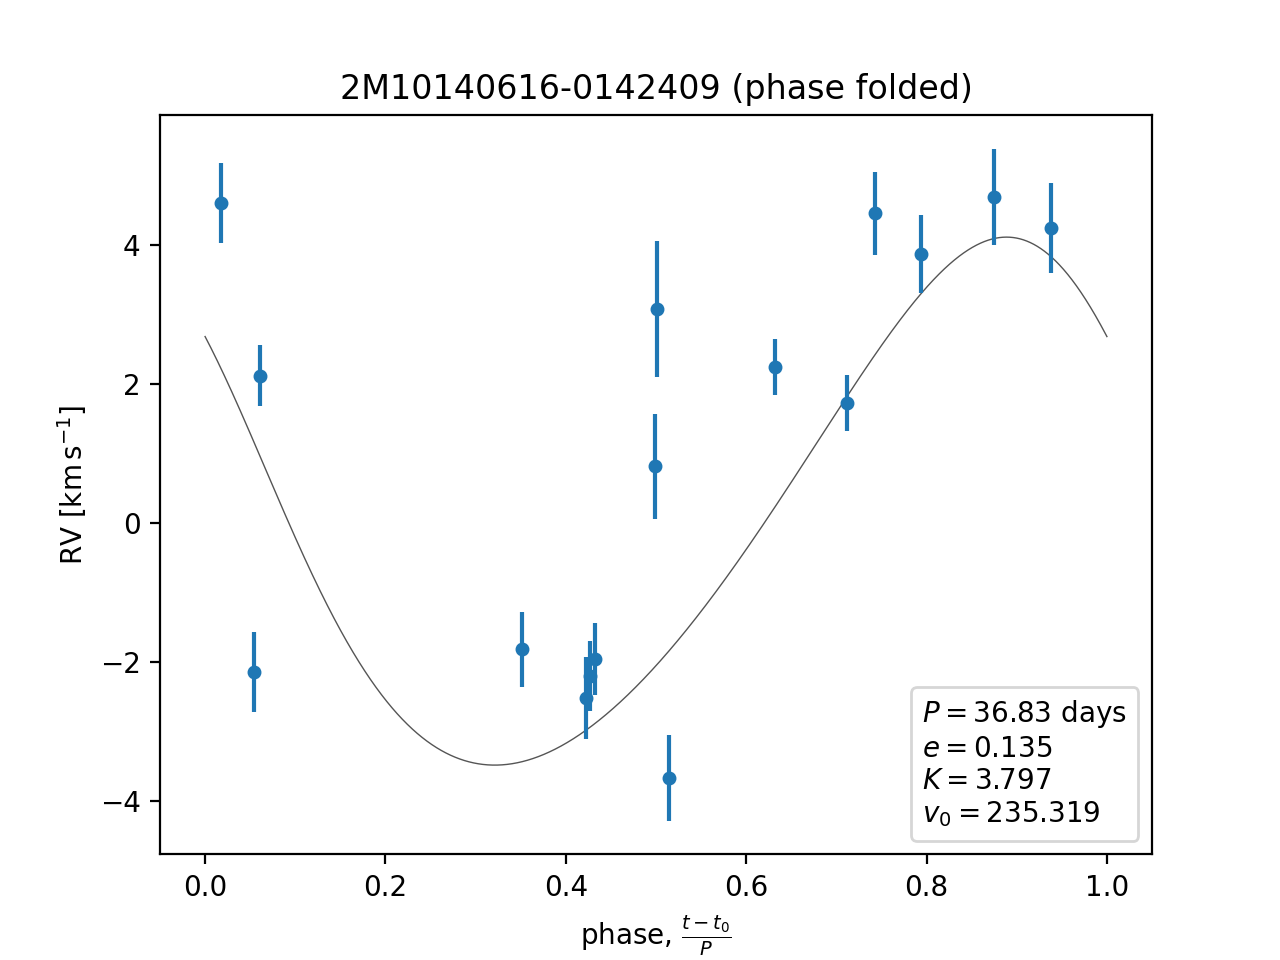 2M10140616-0142409 (phase folded)
RV [km s⁻¹]
4
2
0
−2
−4
0.0 0.2 0.4 0.6 0.8 1.0
phase, (t − t₀)/P
P = 36.83 days
e = 0.135
K = 3.797
v₀ = 235.319